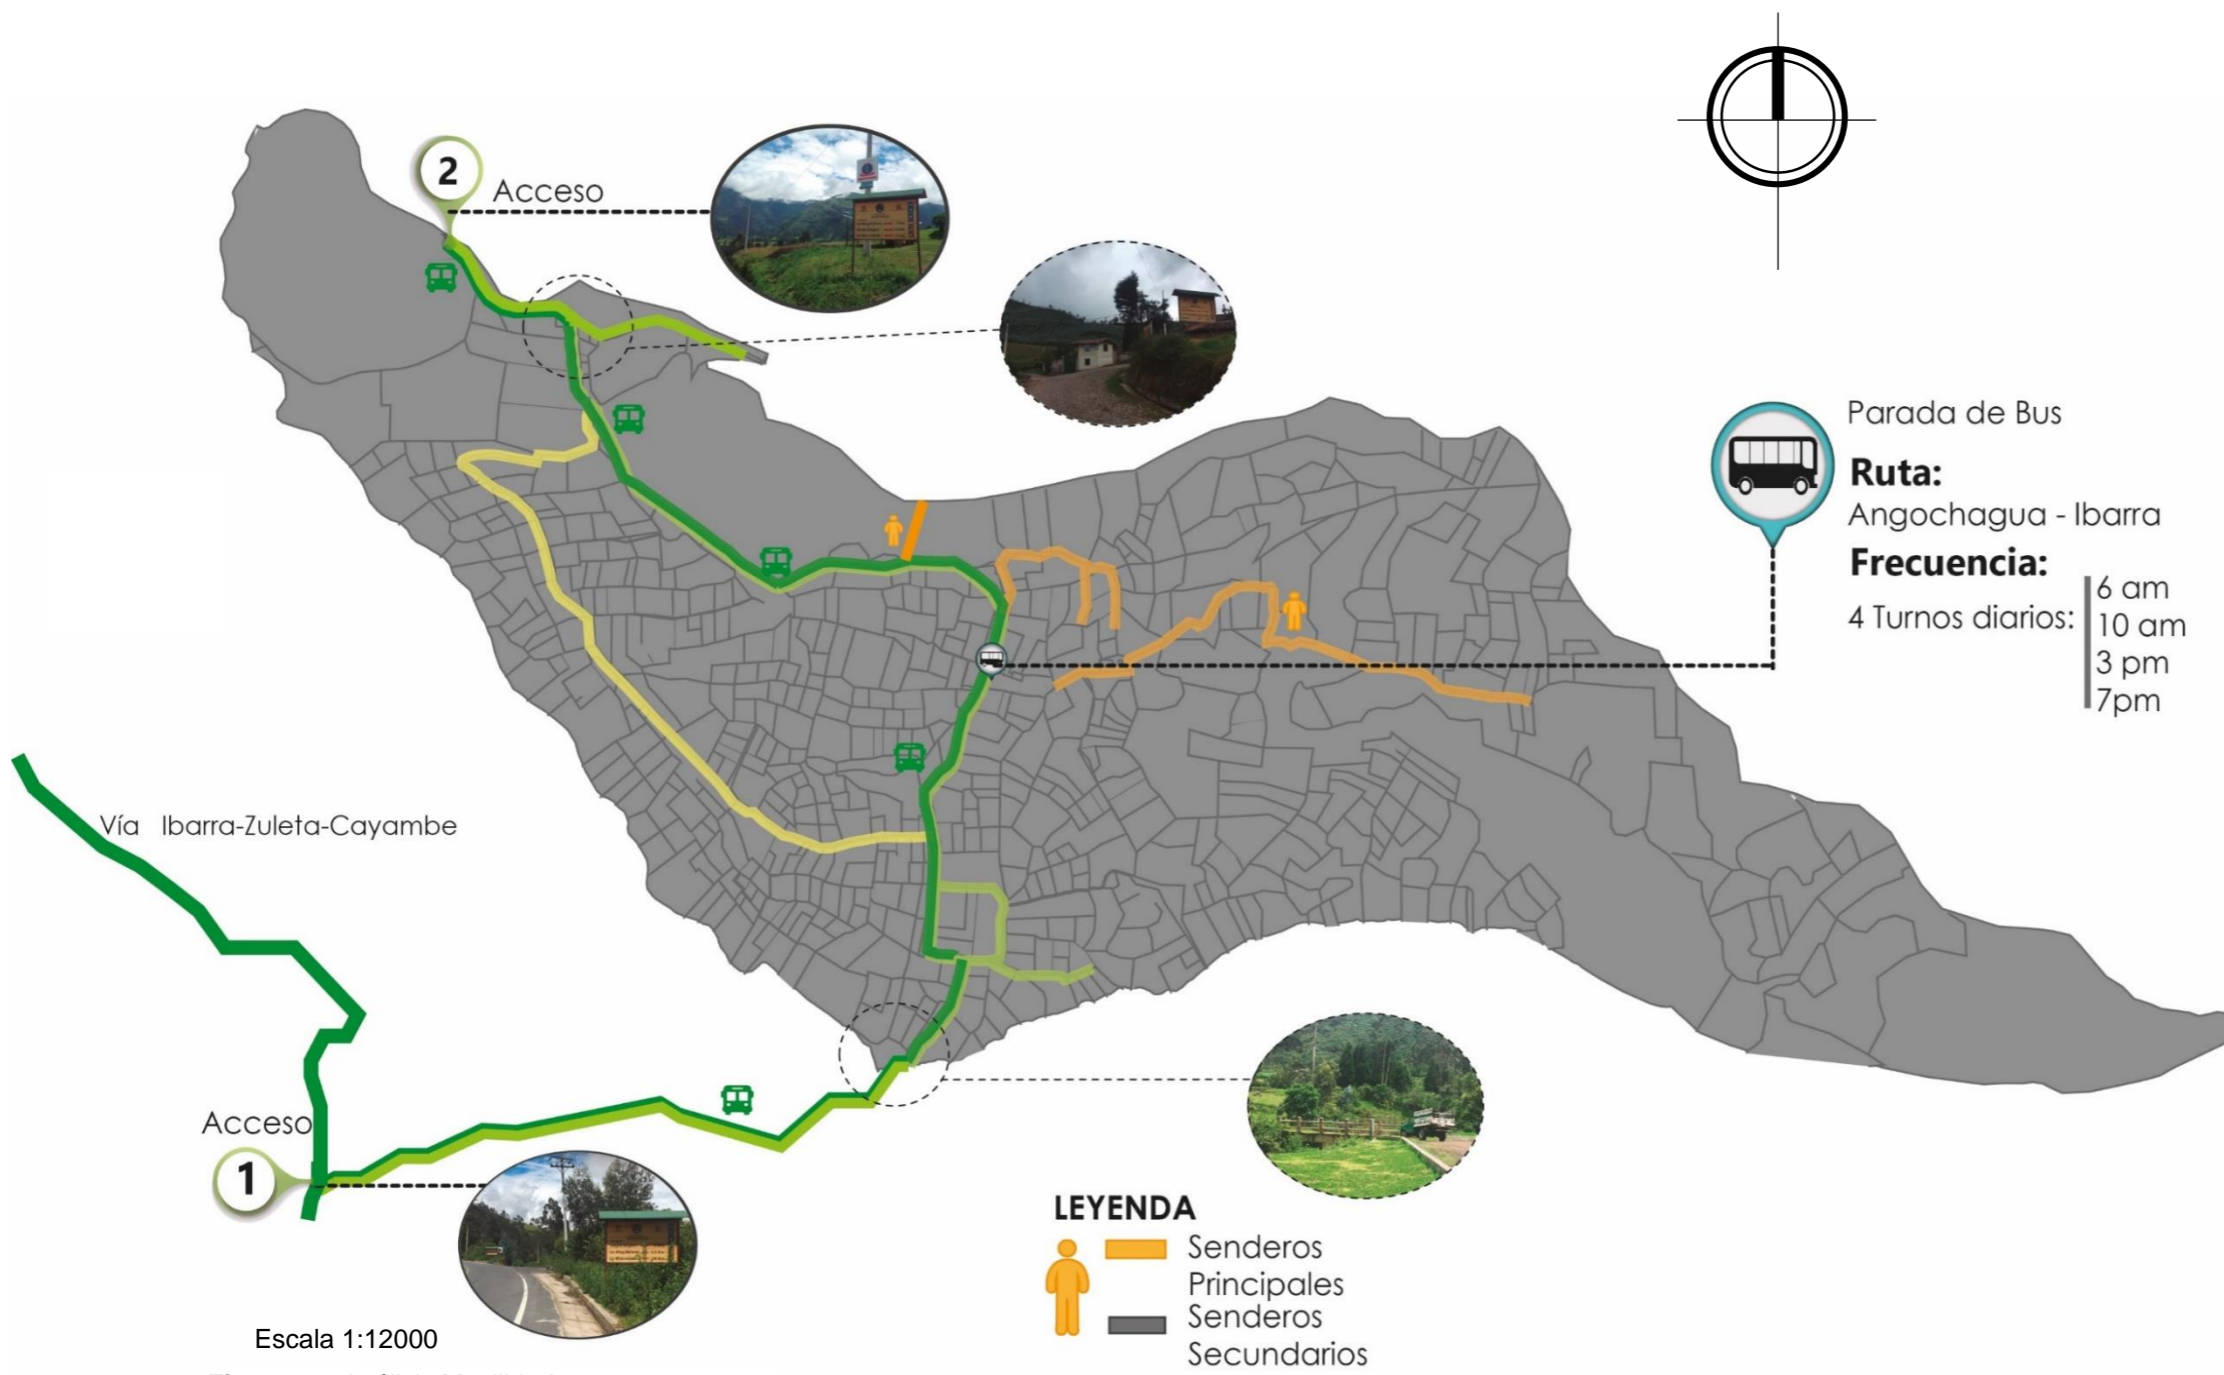 2
Acceso
Parada de Bus
Ruta:
Angochagua - Ibarra
Frecuencia:
4 Turnos diarios:
6 am
10 am
3 pm
7pm
Vía Ibarra-Zuleta-Cayambe
Acceso
1
LEYENDA
Senderos
Principales
Senderos
Secundarios
Escala 1:12000